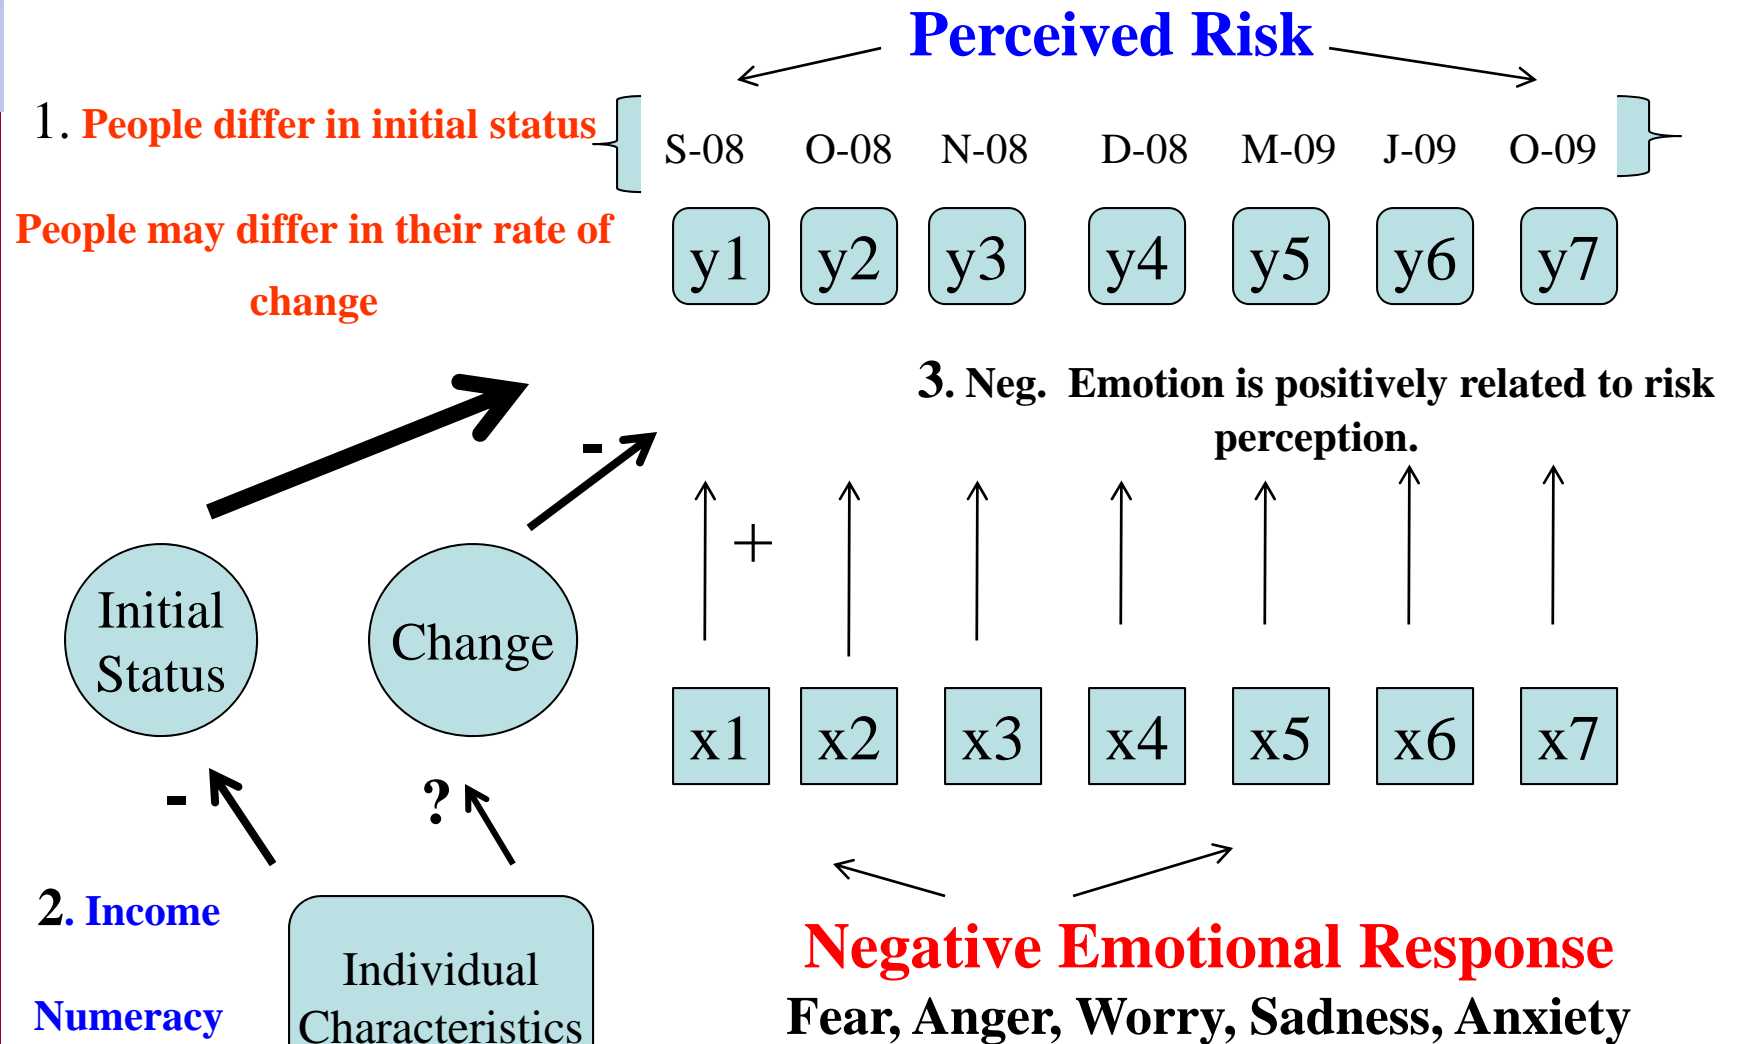 Perceived Risk
1. People differ in initial status
S-08 O-08 N-08 D-08 M-09 J-09 O-09
People may differ in their rate of
change
y1 y2 y3 y4 y5 y6 y7
3. Neg. Emotion is positively related to risk
perception.
-
+
Initial
Status
Change
x1 x2 x3 x4 x5 x6 x7
-
?
2. Income
Numeracy
Individual
Characteristics
Negative Emotional Response
Fear, Anger, Worry, Sadness, Anxiety